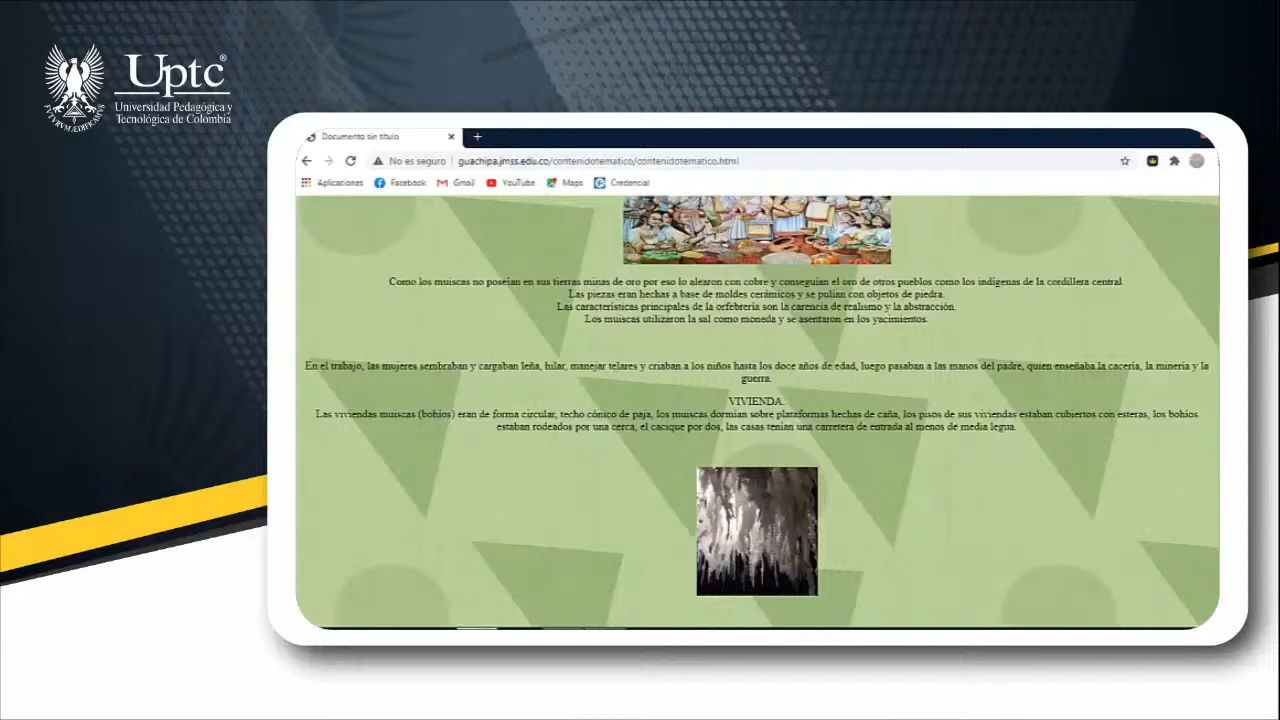 Uptc®
Universidad Pedagógica y
Tecnológica de Colombia
Documento sin título
No es seguro | guachipa.jmss.edu.co/contenidotematico/contenidotematico.html
Aplicaciones Facebook Gmail YouTube Maps Credencial
Como los muiscas no poseían en sus tierras minas de oro por eso lo alearon con cobre y conseguían el oro de otros pueblos como los indígenas de la cordillera central.
Las piezas eran hechas a base de moldes cerámicos y se pulían con objetos de piedra.
Las características principales de la orfebrería son la carencia de realismo y la abstracción.
Los muiscas utilizaron la sal como moneda y se asentaron en los yacimientos.
En el trabajo, las mujeres sembraban y cargaban leña, hilar, manejar telares y criaban a los niños hasta los doce años de edad, luego pasaban a las manos del padre, quien enseñaba la cacería, la minería y la
guerra.
VIVIENDA.
Las viviendas muiscas (bohíos) eran de forma circular, techo cónico de paja, los muiscas dormían sobre plataformas hechas de caña, los pisos de sus viviendas estaban cubiertos con esteras, los bohíos
estaban rodeados por una cerca, el cacique por dos, las casas tenían una carretera de entrada al menos de media legua.